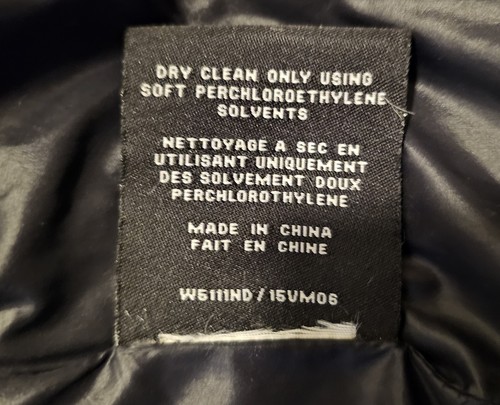 DRY CLEAN ONLY USING
SOFT PERCHLOROETHYLENE
SOLVENTS
NETTOYAGE A SEC EN
UTILISANT UNIQUEMENT
DES SOLVEMENT DOUX
PERCHLOROTHYLENE
MADE IN CHINA
FAIT EN CHINE
W5111ND / 15VM06